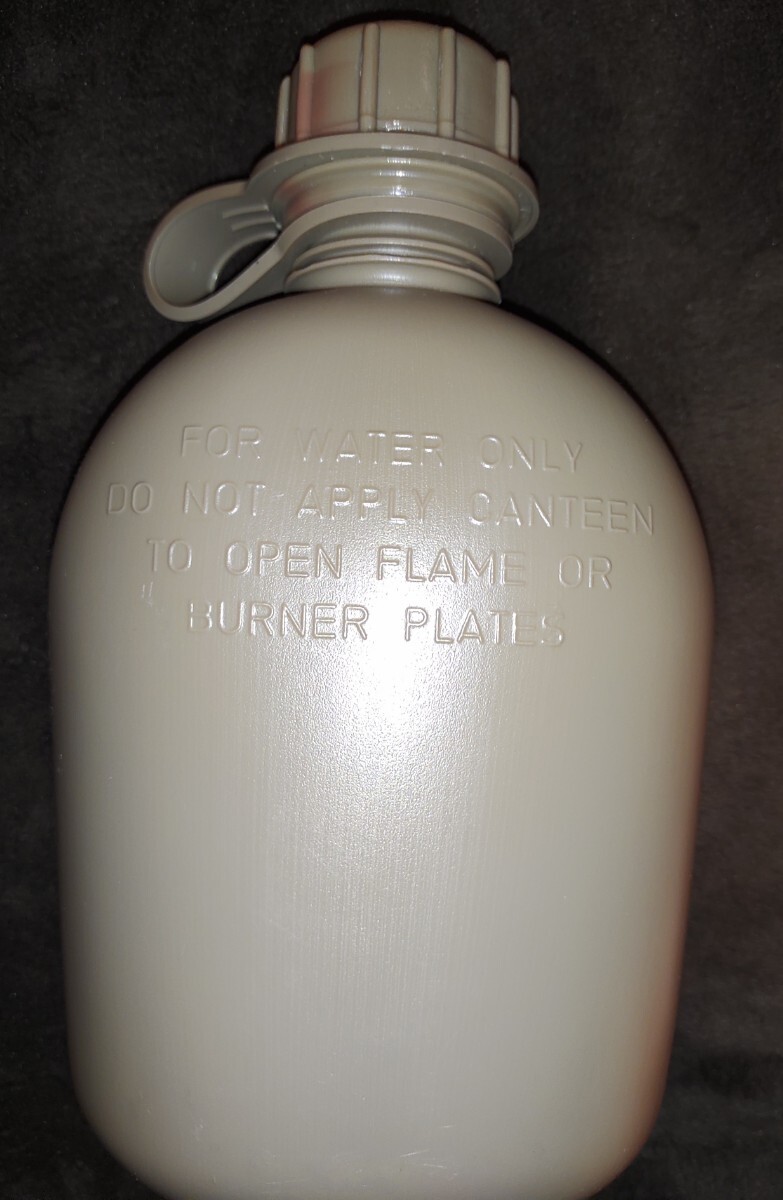 FOR WATER ONLY
DO NOT APPLY CANTEEN
TO OPEN FLAME OR
BURNER PLATES